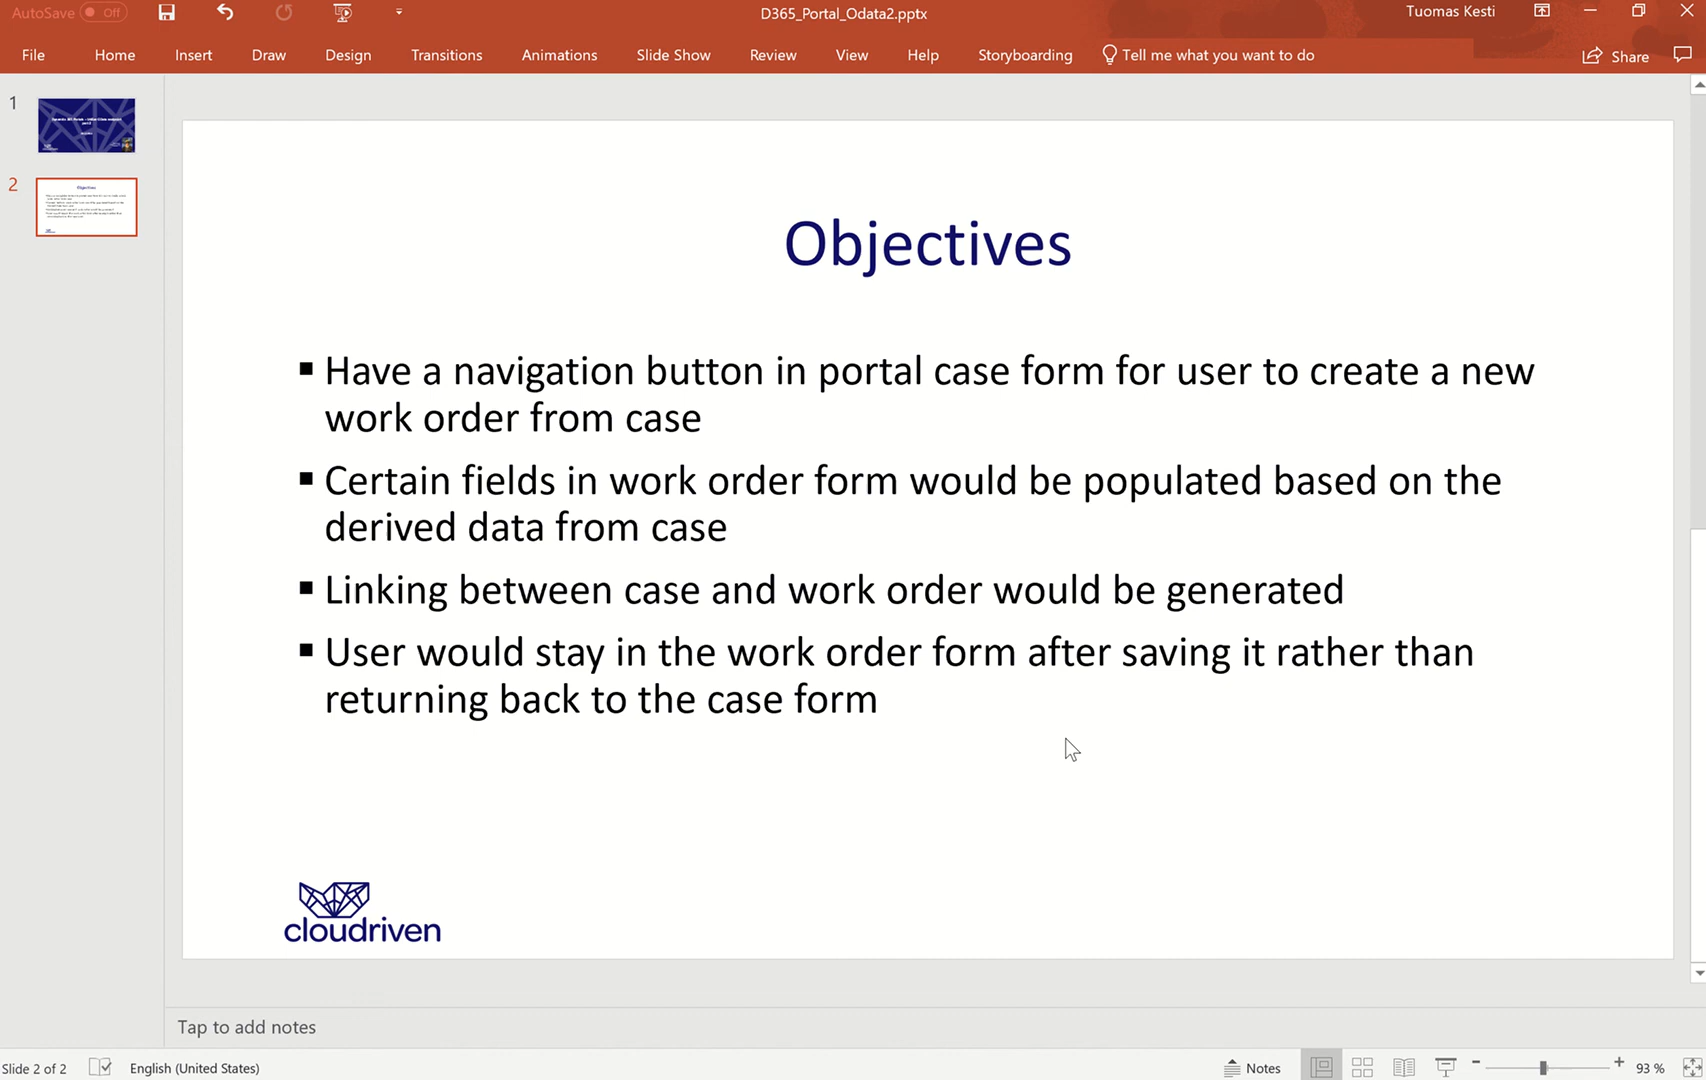 AutoSave Off
D365_Portal_Odata2.pptx
Tuomas Kesti
File Home Insert Draw Design Transitions Animations Slide Show Review View Help Storyboarding Tell me what you want to do Share
1
2
Objectives
Objectives
▪ Have a navigation button in portal case form for user to create a new
work order from case
▪ Certain fields in work order form would be populated based on the
derived data from case
▪ Linking between case and work order would be generated
▪ User would stay in the work order form after saving it rather than
returning back to the case form
cloudriven
Tap to add notes
Slide 2 of 2 English (United States) Notes 93 %